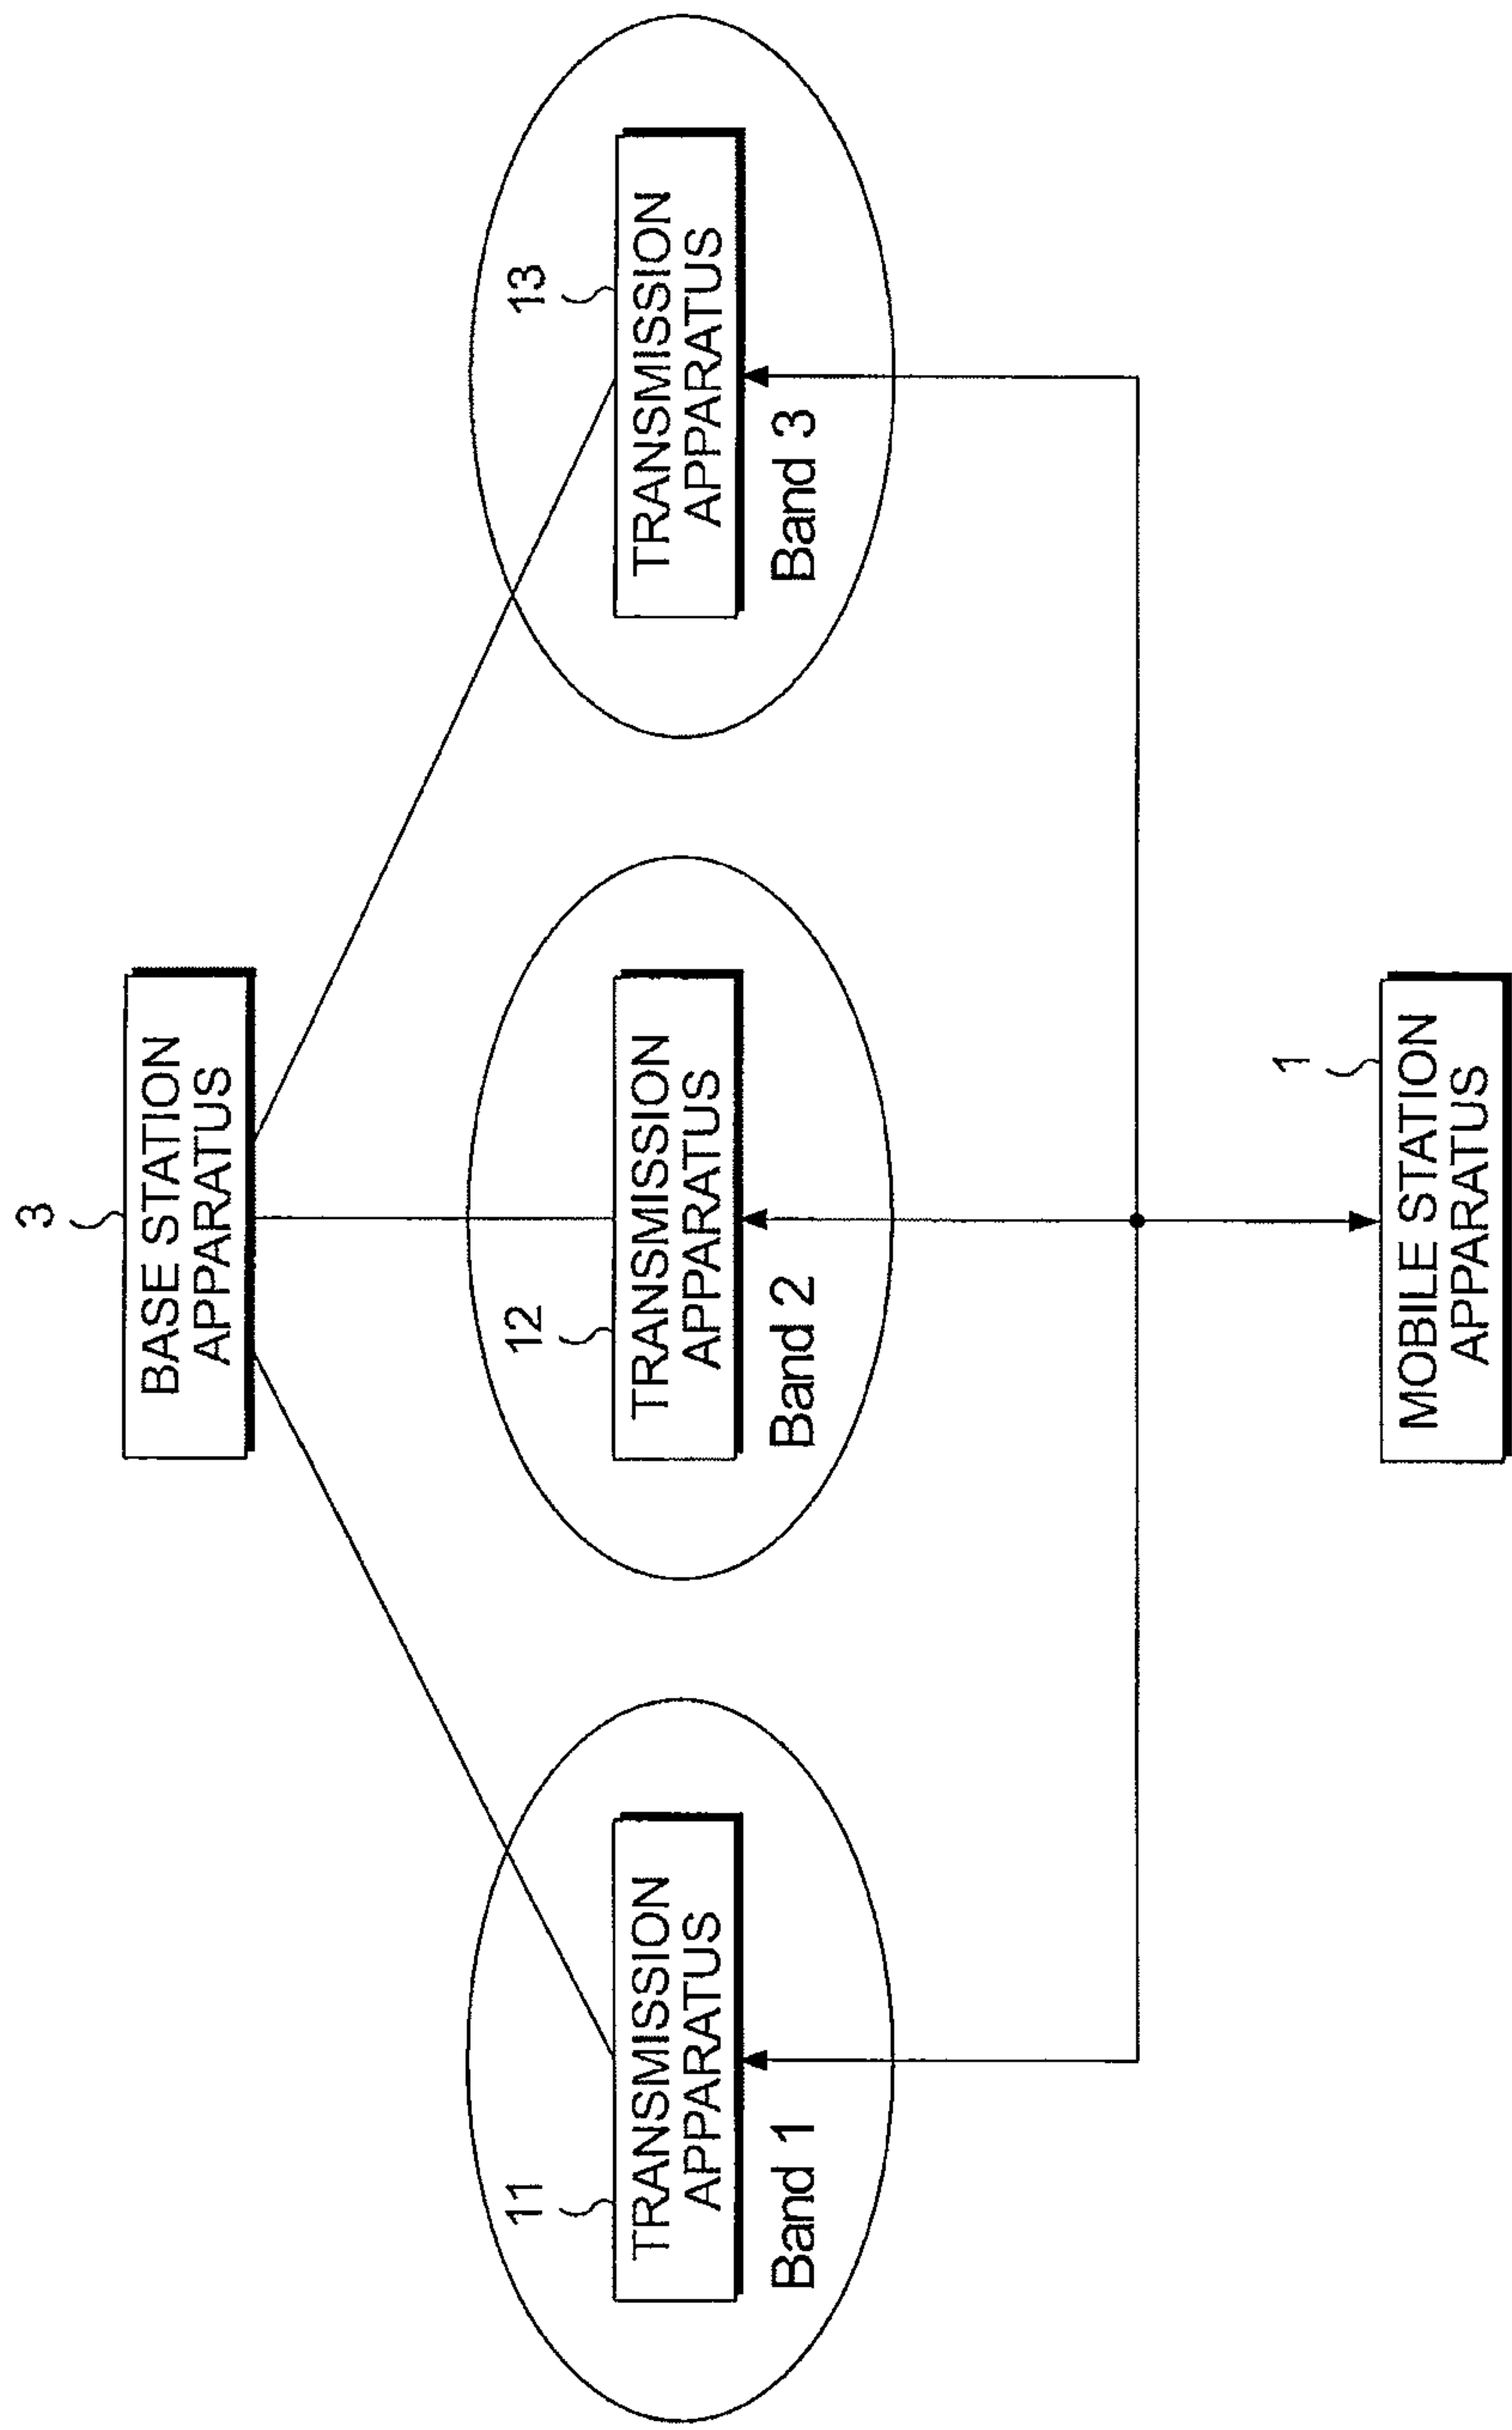 3
BASE STATION
APPARATUS
11
TRANSMISSION
APPARATUS
Band 1
12
TRANSMISSION
APPARATUS
Band 2
13
TRANSMISSION
APPARATUS
Band 3
1
MOBILE STATION
APPARATUS